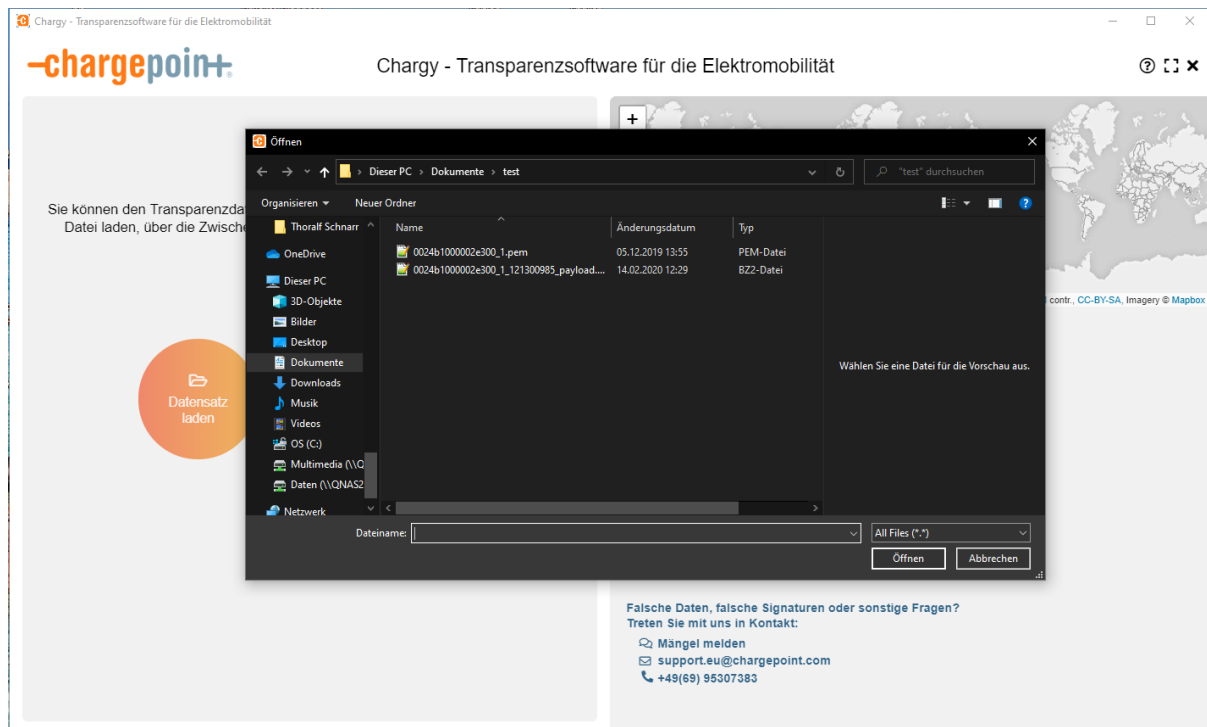 Chargy - Transparenzsoftware für die Elektromobilität
-chargepoin+.
Chargy - Transparenzsoftware für die Elektromobilität
Sie können den Transparenzda
Datei laden, über die Zwische
Datensatz
laden
+
contr., CC-BY-SA, Imagery © Mapbox
Öffnen
Dieser PC > Dokumente > test
"test" durchsuchen
Organisieren
Neuer Ordner
Thoralf Schnarr
OneDrive
Dieser PC
3D-Objekte
Bilder
Desktop
Dokumente
Downloads
Musik
Videos
OS (C:)
Multimedia (\\Q
Daten (\\QNAS2
Netzwerk
Name Änderungsdatum Typ
0024b1000002e300_1.pem 05.12.2019 13:55 PEM-Datei
0024b1000002e300_1_121300985_payload.... 14.02.2020 12:29 BZ2-Datei
Wählen Sie eine Datei für die Vorschau aus.
Dateiname:
All Files (*.*)
Öffnen Abbrechen
Falsche Daten, falsche Signaturen oder sonstige Fragen?
Treten Sie mit uns in Kontakt:
Mängel melden
support.eu@chargepoint.com
+49(69) 95307383